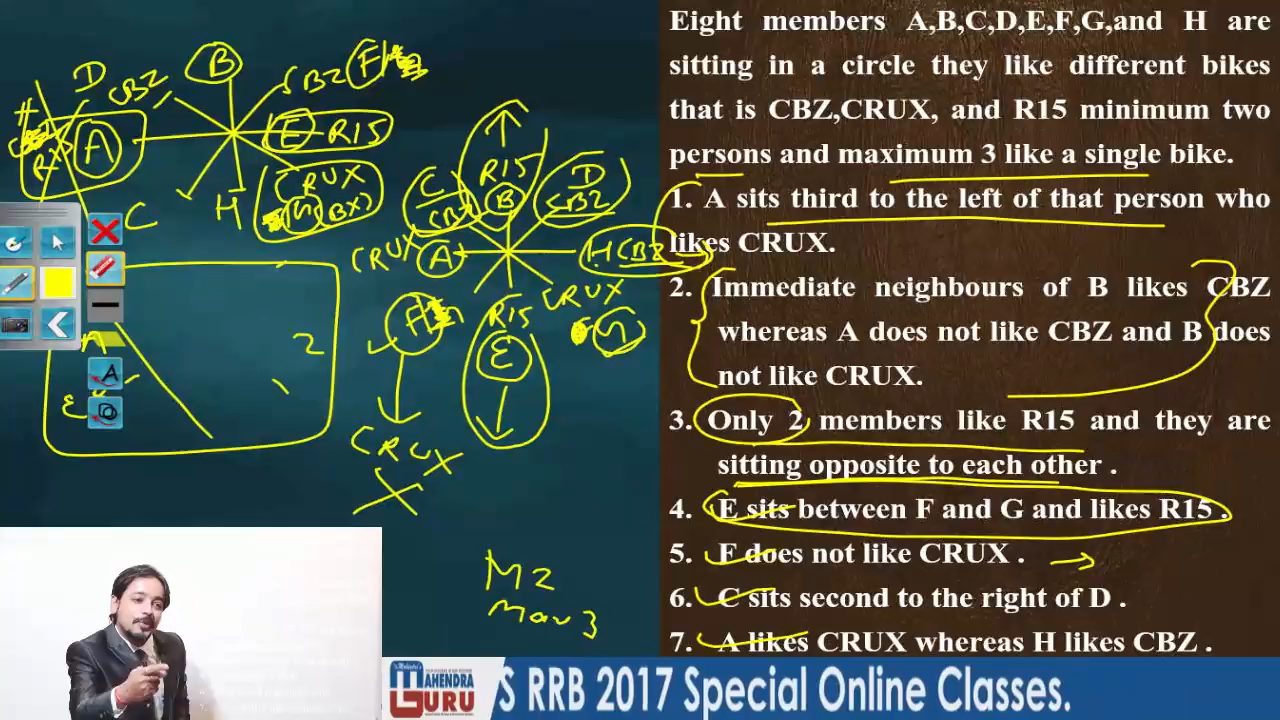 Eight members A,B,C,D,E,F,G,and H are
sitting in a circle they like different bikes
that is CBZ,CRUX, and R15 minimum two
persons and maximum 3 like a single bike.
1. A sits third to the left of that person who
likes CRUX.
2. Immediate neighbours of B likes CBZ
whereas A does not like CBZ and B does
not like CRUX.
3. Only 2 members like R15 and they are
sitting opposite to each other .
4. E sits between F and G and likes R15 .
5. F does not like CRUX .
6. C sits second to the right of D .
7. A likes CRUX whereas H likes CBZ .
D
CBZ
B
A
E R15
CRUX
H
C
R15
B
C
D
CRUX
A
H CBZ
CRUX
R15
E
CRUX
2
A
M2
Max 3
MAHENDRA
GURU
S RRB 2017 Special Online Classes.